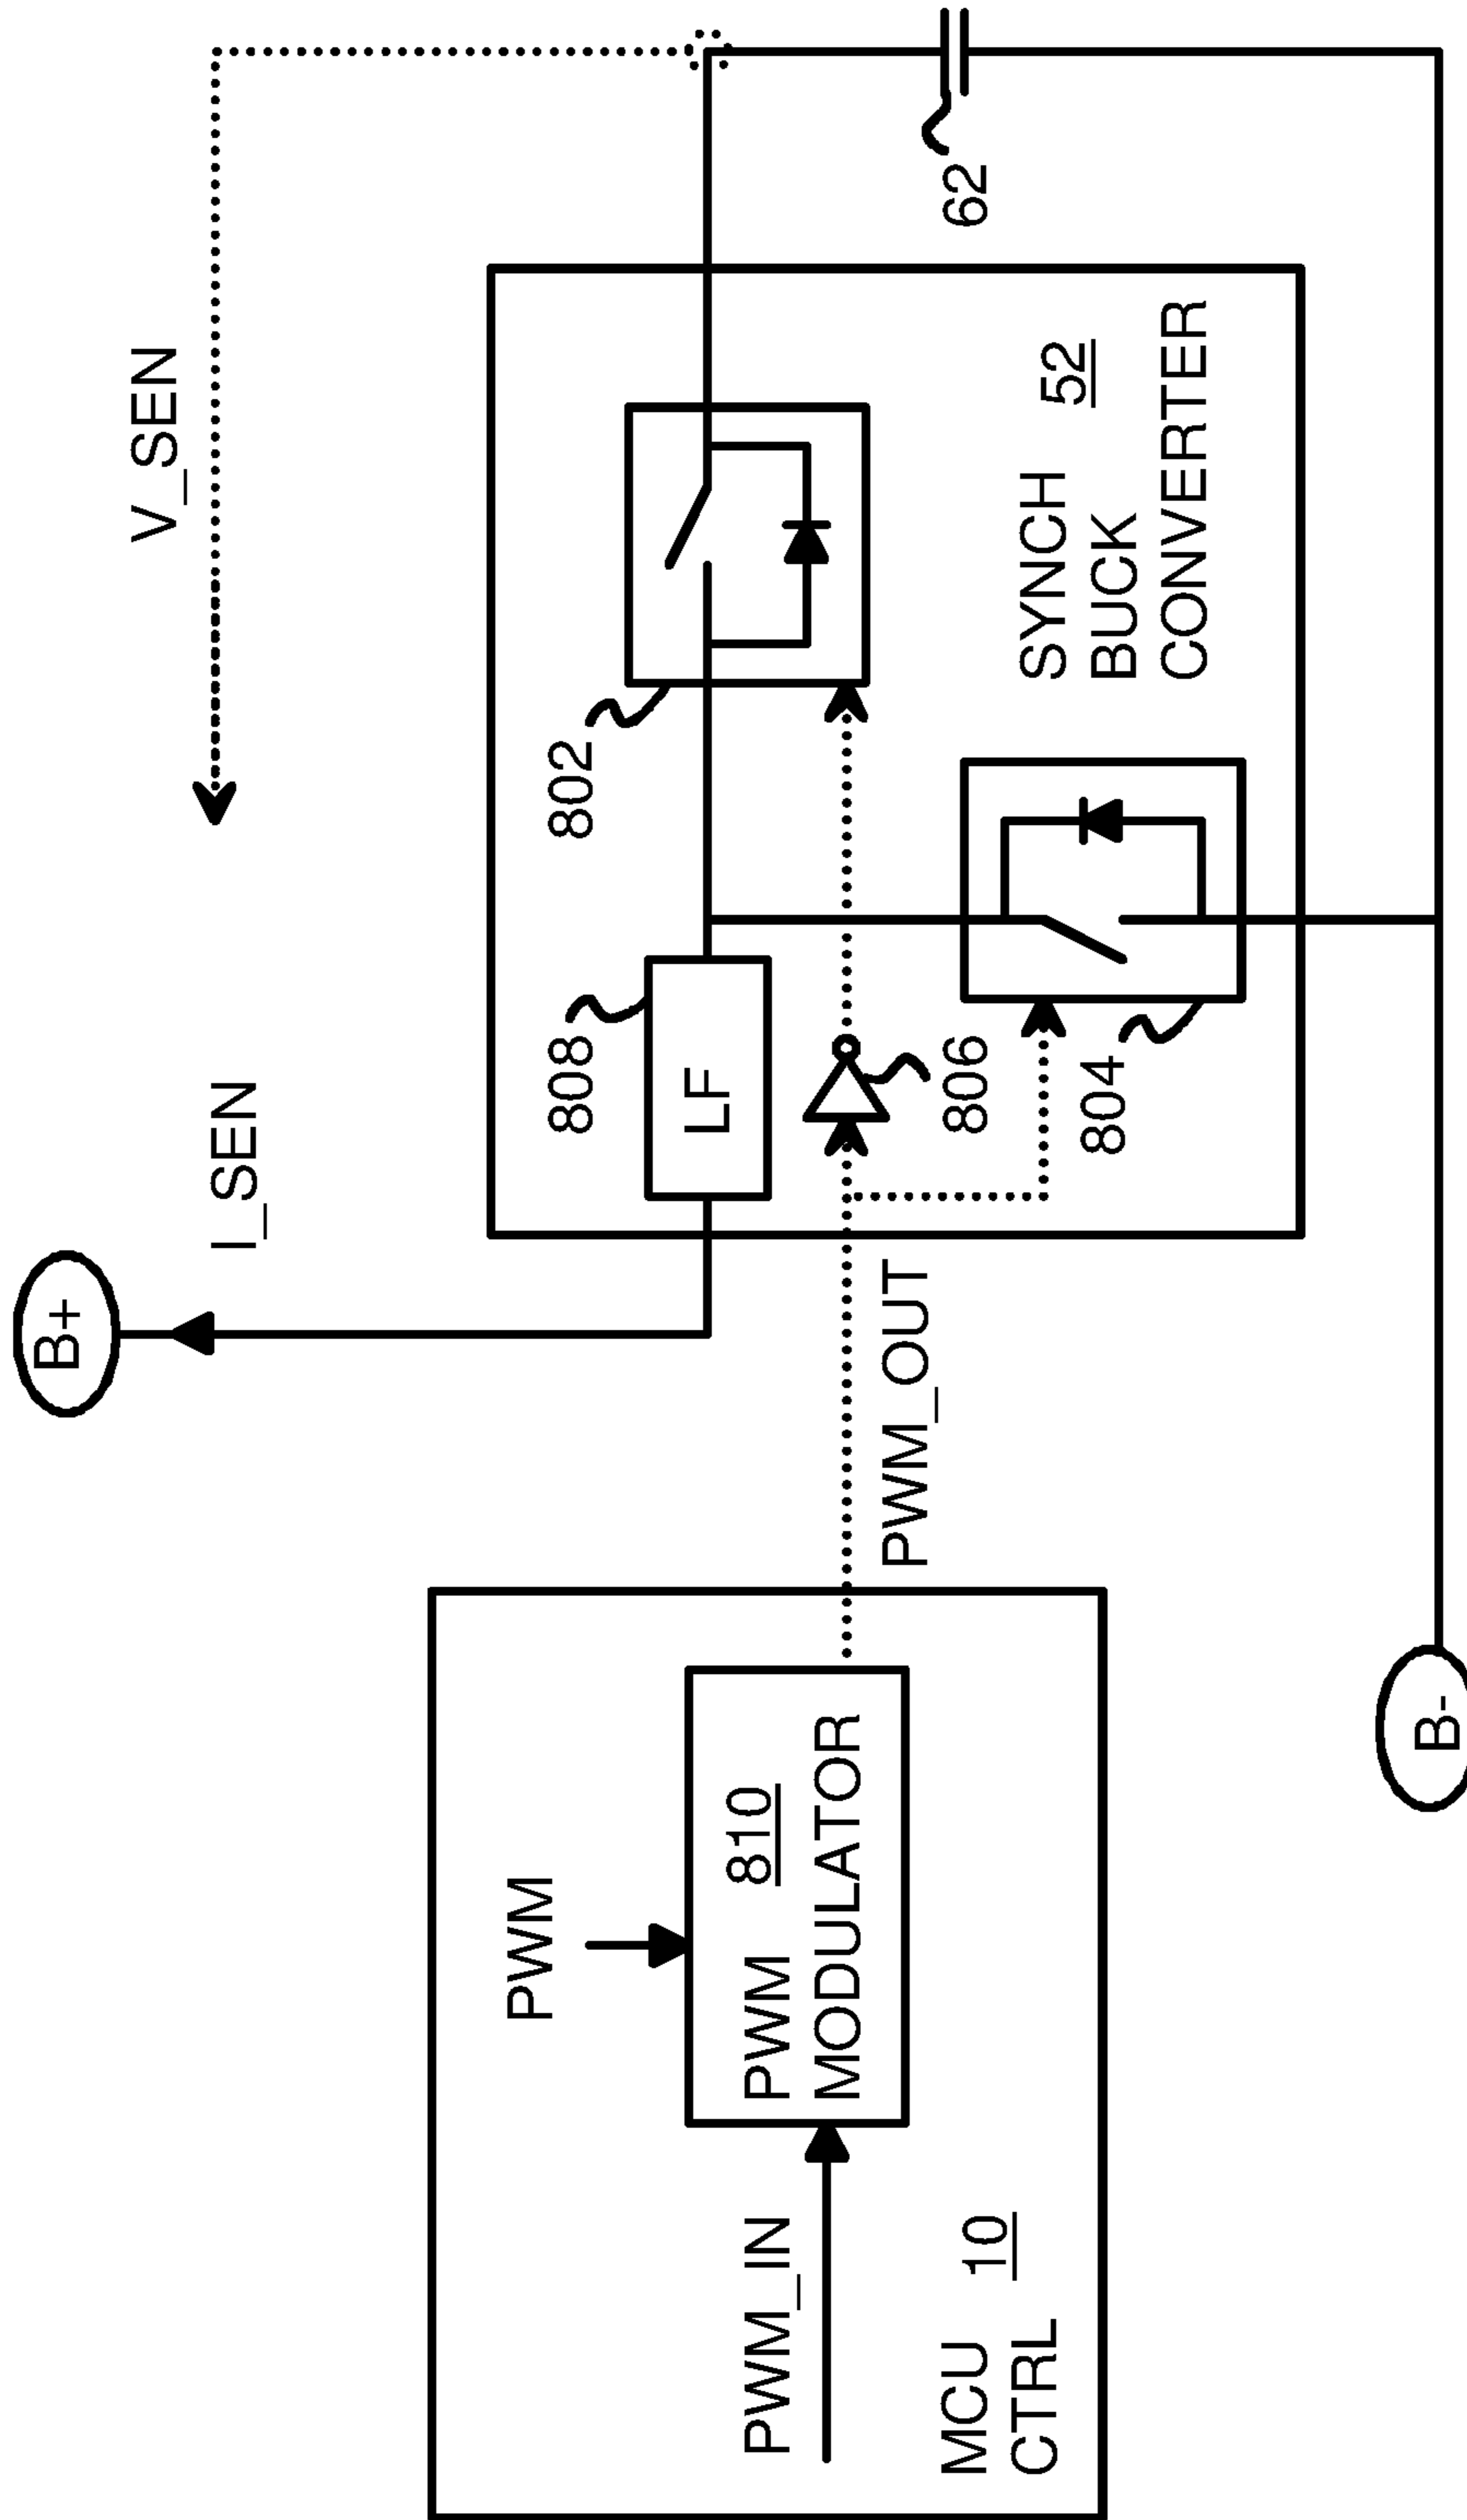 B+
I_SEN
V_SEN
PWM
PWM_IN
810
PWM
MODULATOR
MCU
CTRL
10
PWM_OUT
808
LF
802
806
804
SYNCH
BUCK
CONVERTER
52
62
B-